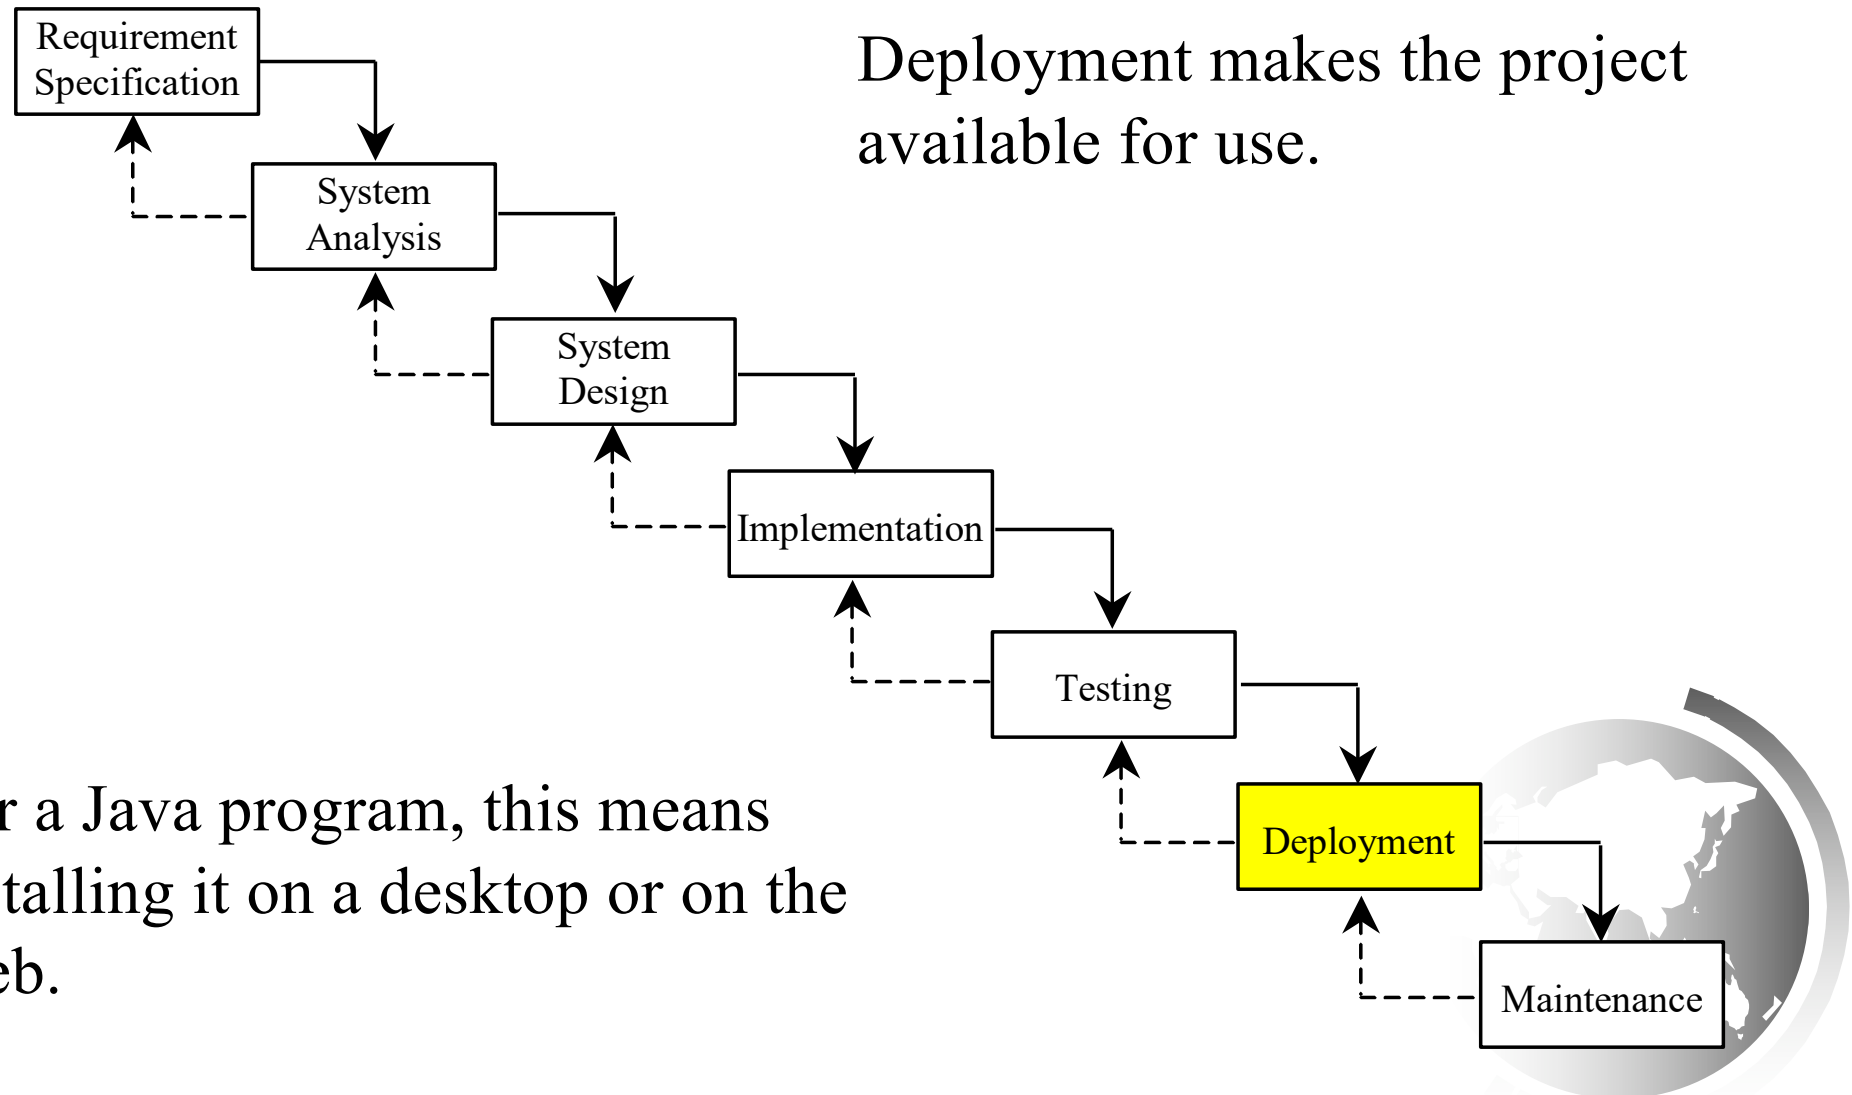 Requirement
Specification
Deployment makes the project
available for use.
System
Analysis
System
Design
Implementation
Testing
r a Java program, this means
talling it on a desktop or on the
eb.
Deployment
Maintenance